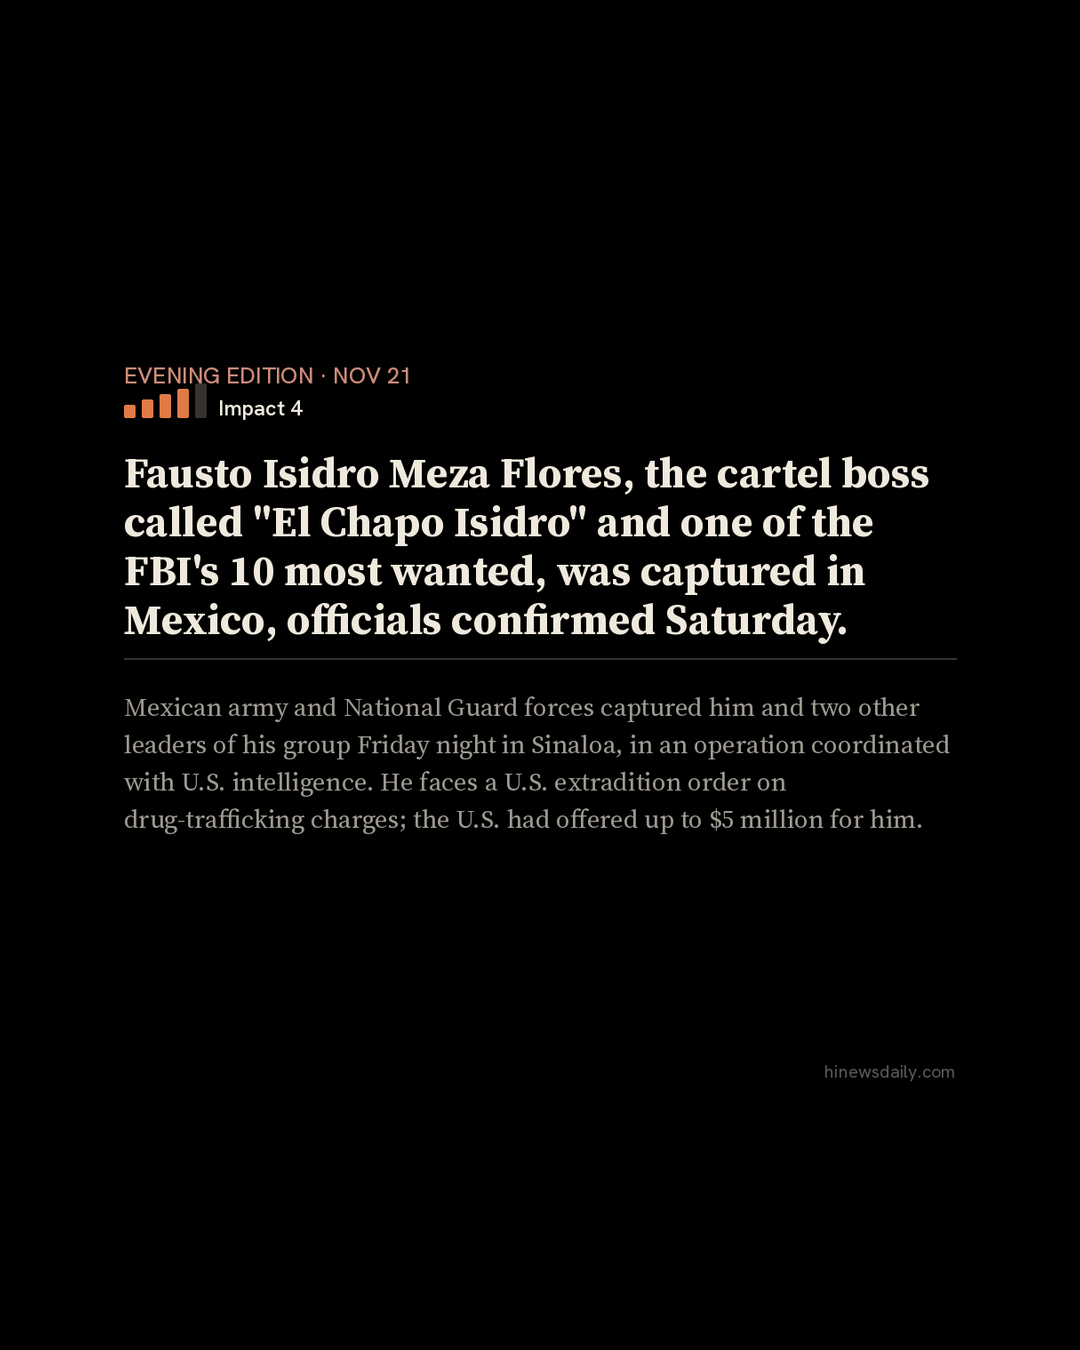 EVENING EDITION · NOV 21
Impact 4
Fausto Isidro Meza Flores, the cartel boss
called "El Chapo Isidro" and one of the
FBI's 10 most wanted, was captured in
Mexico, officials confirmed Saturday.
Mexican army and National Guard forces captured him and two other
leaders of his group Friday night in Sinaloa, in an operation coordinated
with U.S. intelligence. He faces a U.S. extradition order on
drug-trafficking charges; the U.S. had offered up to $5 million for him.
hinewsdaily.com